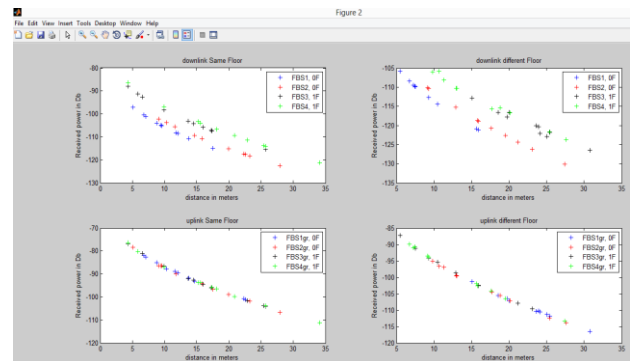 Figure 2
File Edit View Insert Tools Desktop Window Help
downlink Same Floor
Received power in Db
-80
-90
-100
-110
-120
-130
0 5 10 15 20 25 30 35
distance in meters
FBS1, 0F
FBS2, 0F
FBS3, 1F
FBS4, 1F
downlink different Floor
Received power in Db
-105
-110
-115
-120
-125
-130
-135
5 10 15 20 25 30 35
distance in meters
FBS1, 0F
FBS2, 0F
FBS3, 1F
FBS4, 1F
uplink Same Floor
Received power in Db
-70
-80
-90
-100
-110
-120
0 5 10 15 20 25 30 35
distance in meters
FBS1gr, 0F
FBS2gr, 0F
FBS3gr, 1F
FBS4gr, 1F
uplink different Floor
Received power in Db
-85
-90
-95
-100
-105
-110
-115
-120
5 10 15 20 25 30 35
distance in meters
FBS1gr, 0F
FBS2gr, 0F
FBS3gr, 1F
FBS4gr, 1F